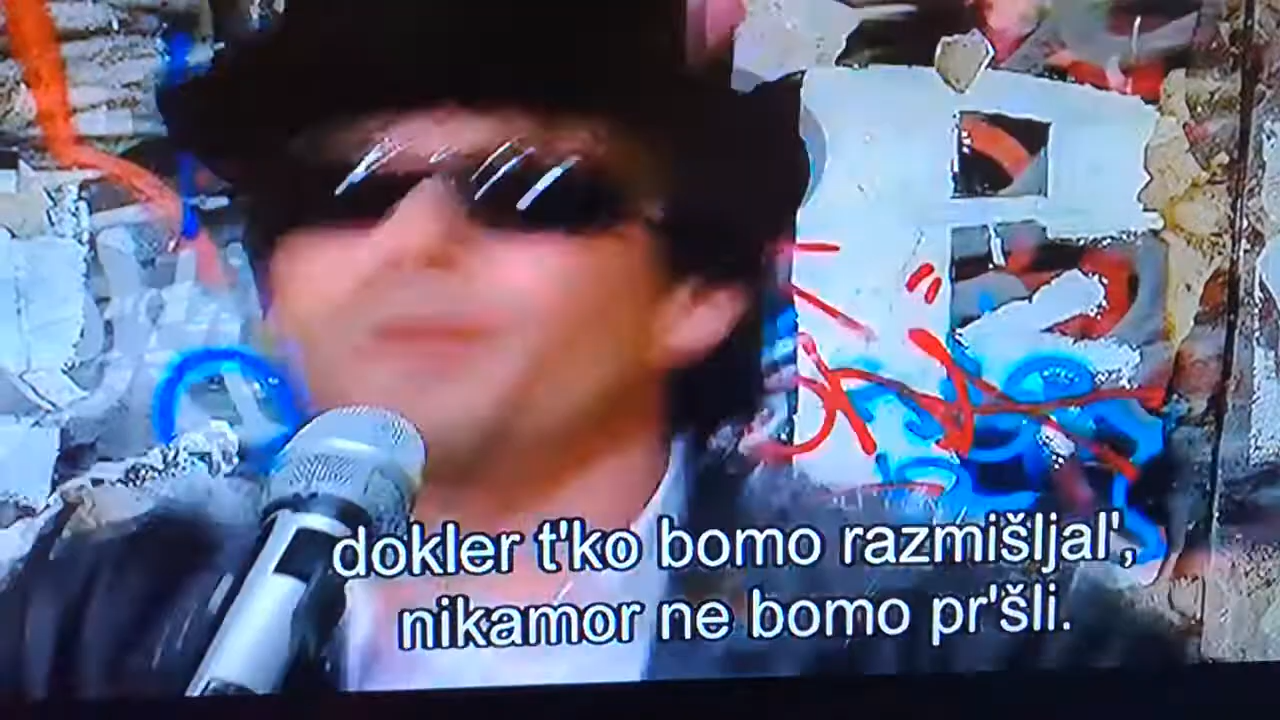 dokler t'ko bomo razmišljal',
nikamor ne bomo pr'šli.